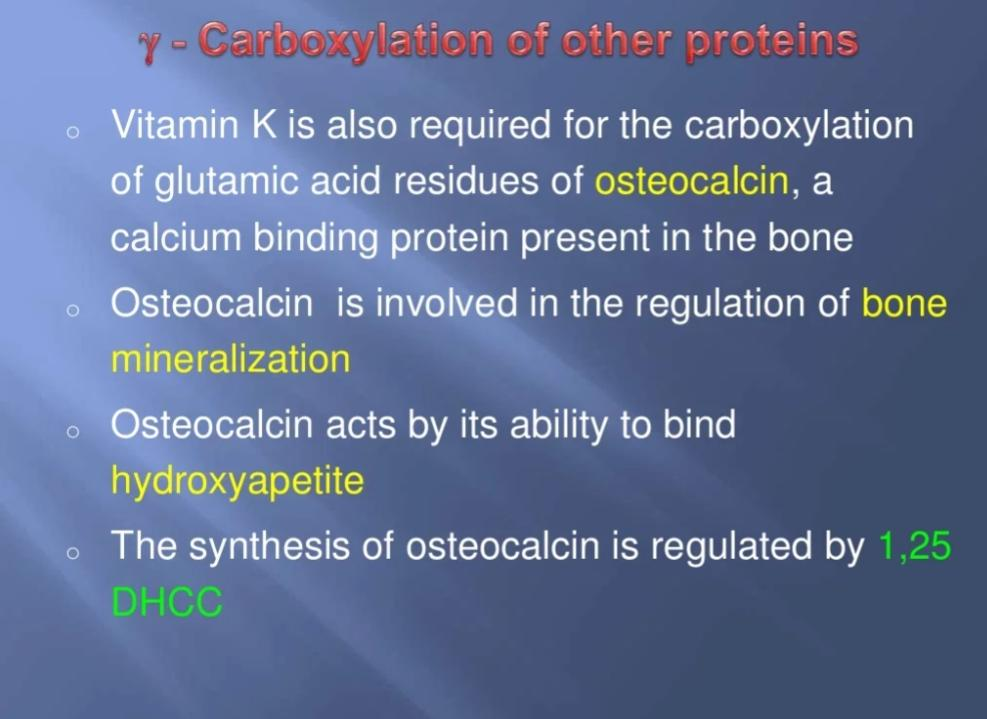 γ - Carboxylation of other proteins
o Vitamin K is also required for the carboxylation
of glutamic acid residues of osteocalcin, a
calcium binding protein present in the bone
o Osteocalcin is involved in the regulation of bone
mineralization
o Osteocalcin acts by its ability to bind
hydroxyapetite
o The synthesis of osteocalcin is regulated by 1,25
DHCC